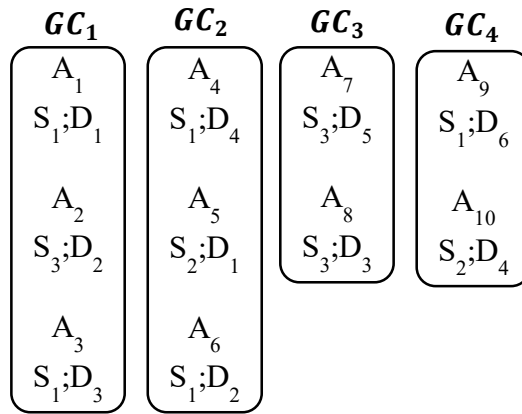 GC₁ GC₂ GC₃ GC₄
A₁ A₄ A₇ A₉
S₁;D₁ S₁;D₄ S₃;D₅ S₁;D₆
A₂ A₅ A₈ A₁₀
S₃;D₂ S₂;D₁ S₃;D₃ S₂;D₄
A₃ A₆
S₁;D₃ S₁;D₂